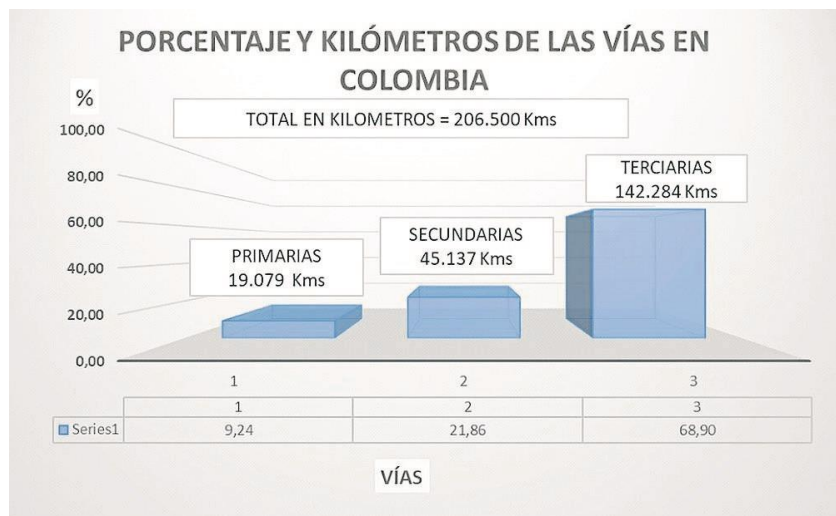 PORCENTAJE Y KILÓMETROS DE LAS VÍAS EN
COLOMBIA
%
TOTAL EN KILOMETROS = 206.500 Kms
100,00
80,00
60,00
40,00
20,00
0,00
PRIMARIAS
19.079 Kms
SECUNDARIAS
45.137 Kms
TERCIARIAS
142.284 Kms
1 2 3
1 2 3
Series1 9,24 21,86 68,90
VÍAS